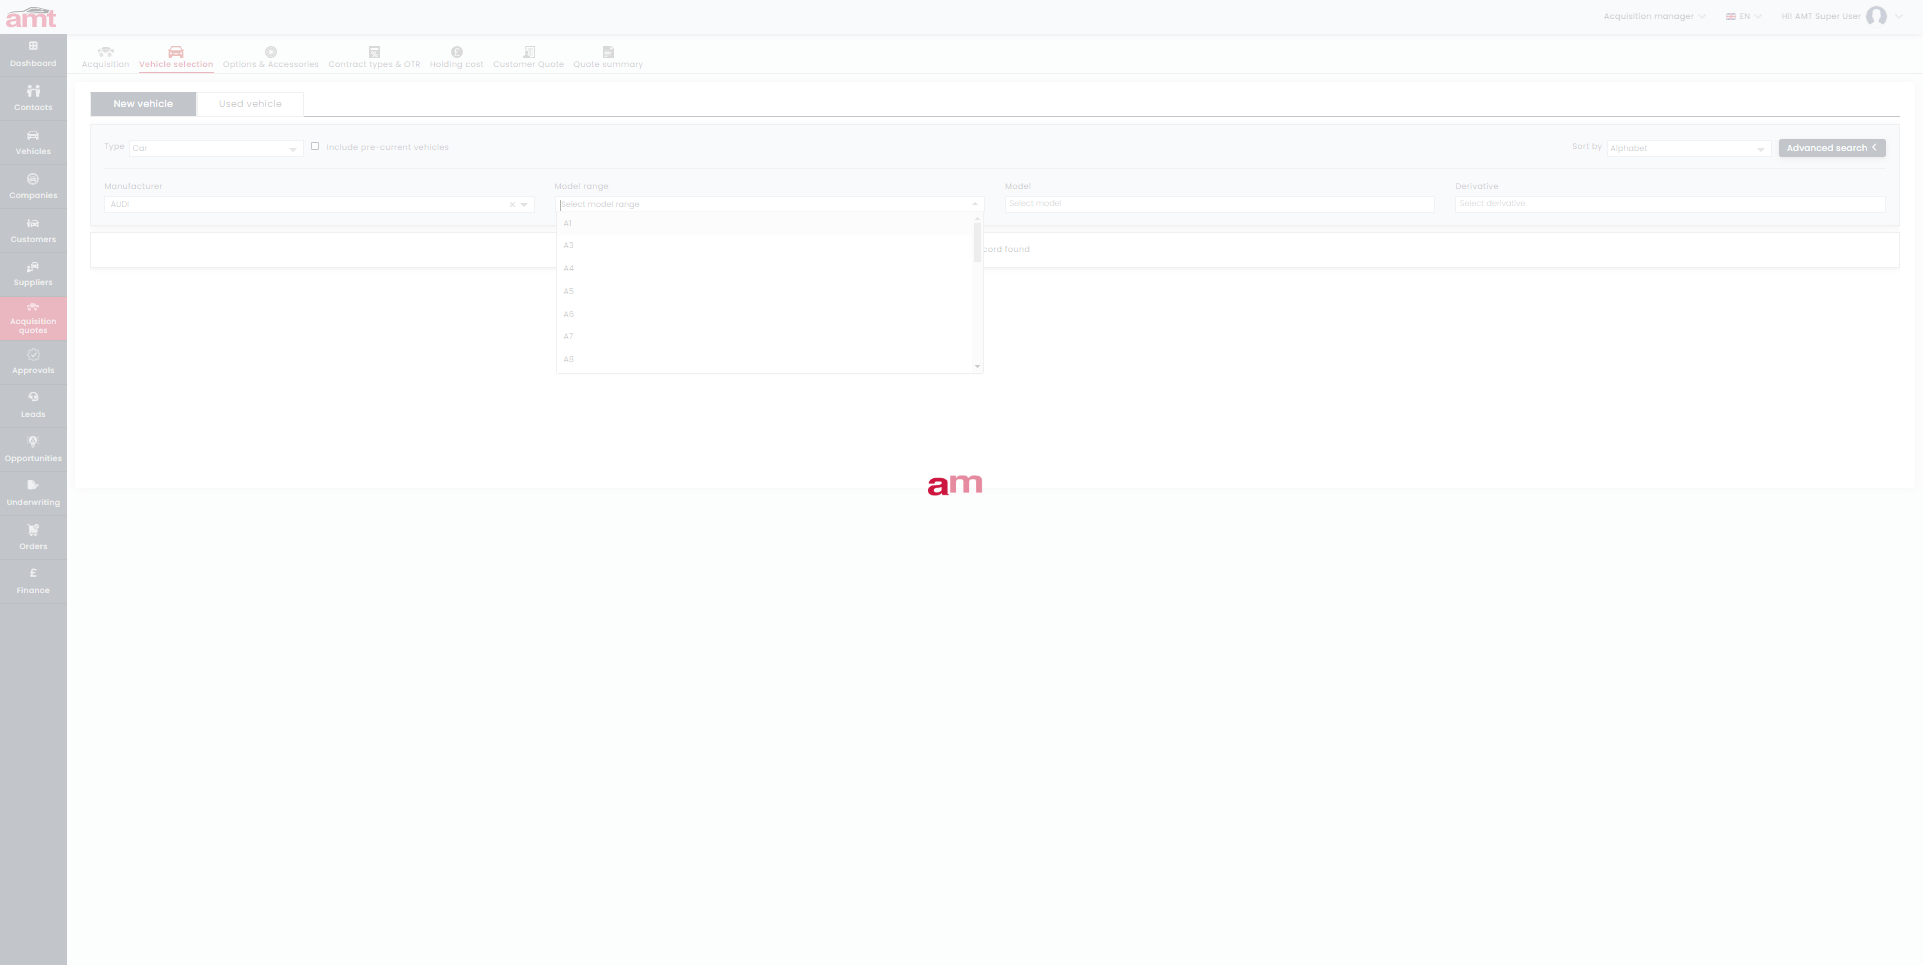 amt
Acquisition manager
EN
Hi! AMT Super User
Dashboard
Contacts
Vehicles
Companies
Customers
Suppliers
Acquisition
quotes
Approvals
Leads
Opportunities
Underwriting
Orders
£
Finance
Acquisition
Vehicle selection
Options & Accessories
Contract types & OTR
Holding cost
Customer Quote
Quote summary
New vehicle
Used vehicle
Type
Car
Include pre-current vehicles
Sort by
Alphabet
Advanced search
Manufacturer
Model range
Model
Derivative
AUDI
Select model range
Select model
Select derivative
A1
A3
A4
A5
A6
A7
A8
cord found
am